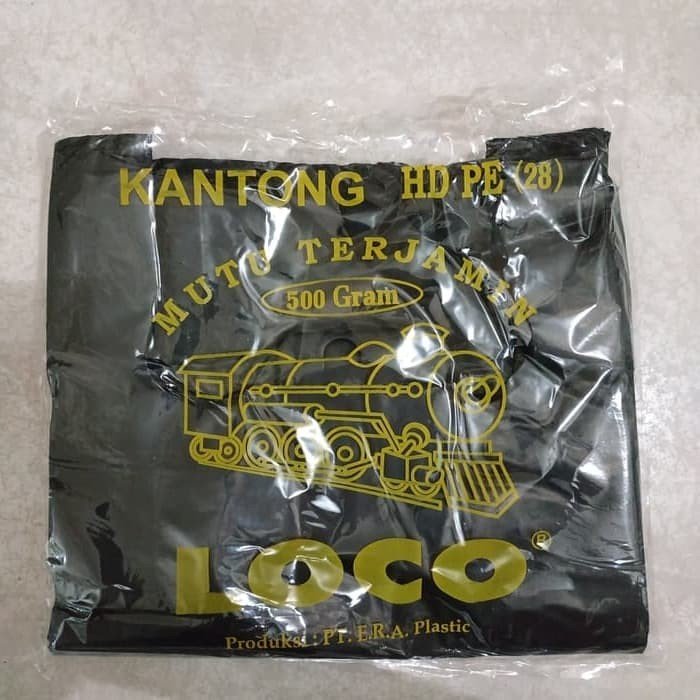 KANTONG HD PE (28)
MUTU TERJAMIN
500 Gram
LOCO ®
Produksi : PT. E.R.A. Plastic